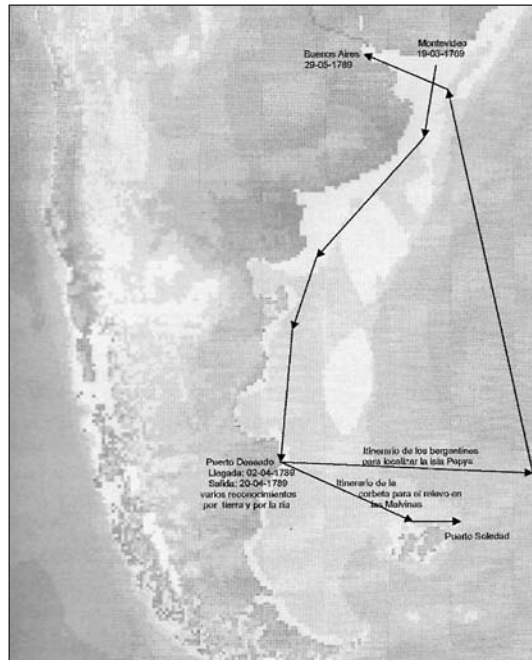 Buenos Aires
29-05-1789
Montevideo
19-03-1789
Puerto Deseado
Llegada: 02-04-1789
Salida: 20-04-1789
varios reconocimientos
por tierra y por la ría
Itinerario de los bergantines
para localizar la isla Pepys
Itinerario de la
corbeta para el relevo en
las Malvinas
Puerto Soledad